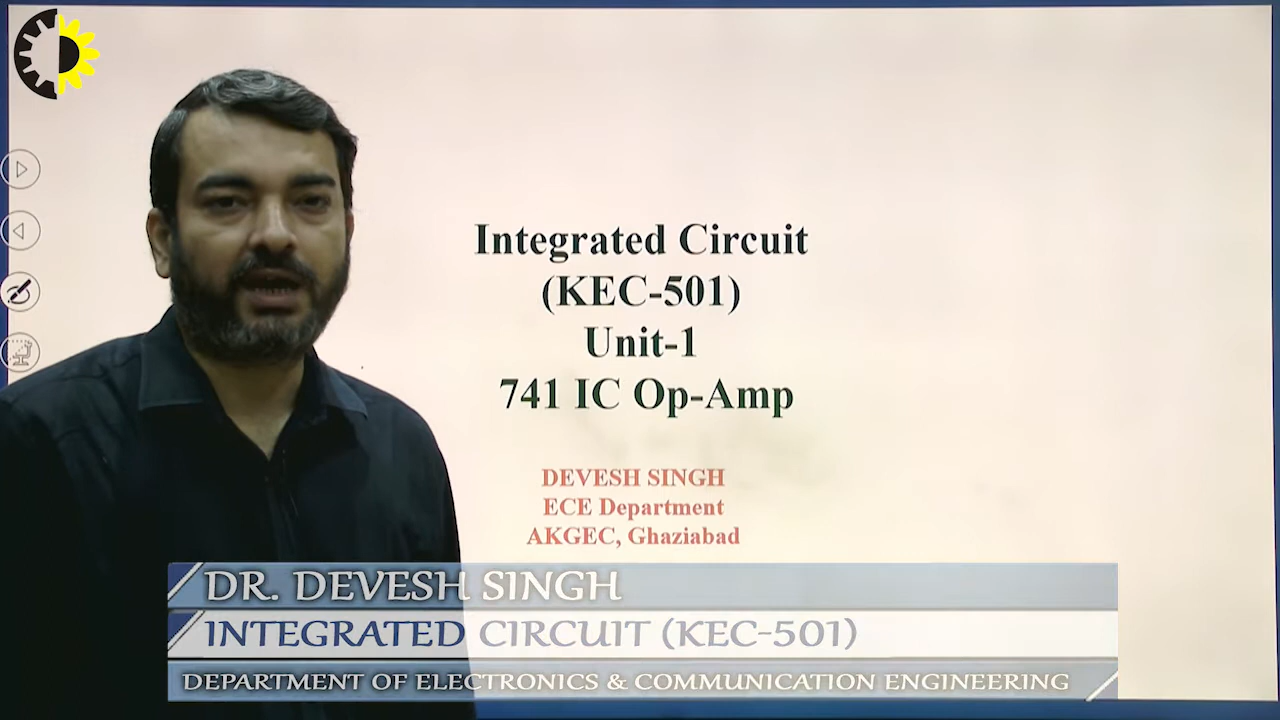 Integrated Circuit
(KEC-501)
Unit-1
741 IC Op-Amp
DEVESH SINGH
ECE Department
AKGEC, Ghaziabad
DR. DEVESH SINGH
INTEGRATED CIRCUIT (KEC-501)
DEPARTMENT OF ELECTRONICS & COMMUNICATION ENGINEERING